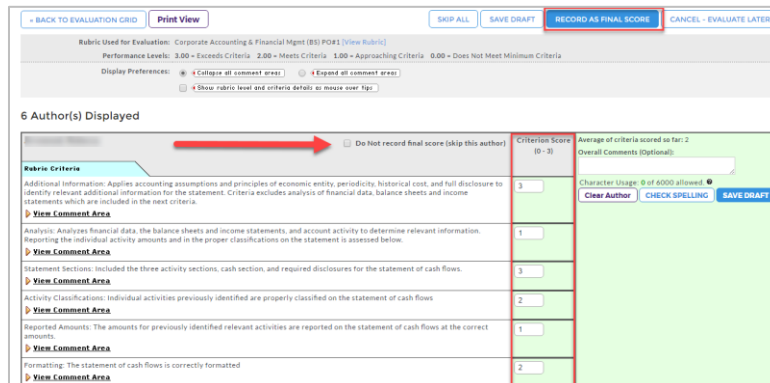 « BACK TO EVALUATION GRID Print View SKIP ALL SAVE DRAFT RECORD AS FINAL SCORE CANCEL - EVALUATE LATER
Rubric Used for Evaluation: Corporate Accounting & Financial Mgmt (BS) PO#1 [View Rubric]
Performance Levels: 3.00 = Exceeds Criteria 2.00 = Meets Criteria 1.00 = Approaching Criteria 0.00 = Does Not Meet Minimum Criteria
Display Preferences: Collapse all comment areas Expand all comment areas
Show rubric level and criteria details as mouse over tips
6 Author(s) Displayed
Do Not record final score (skip this author)
Criterion Score
(0 - 3)
Average of criteria scored so far: 2
Overall Comments (Optional):
Character Usage: 0 of 6000 allowed.
Clear Author CHECK SPELLING SAVE DRAFT
Rubric Criteria
Additional Information: Applies accounting assumptions and principles of economic entity, periodicity, historical cost, and full disclosure to
identify relevant additional information for the statement. Criteria excludes analysis of financial data, balance sheets and income
statements which are included in the next criteria.
View Comment Area
3
Analysis: Analyzes financial data, the balance sheets and income statements, and account activity to determine relevant information.
Reporting the individual activity amounts and in the proper classifications on the statement is assessed below.
View Comment Area
1
Statement Sections: Included the three activity sections, cash section, and required disclosures for the statement of cash flows.
View Comment Area
3
Activity Classifications: Individual activities previously identified are properly classified on the statement of cash flows
View Comment Area
2
Reported Amounts: The amounts for previously identified relevant activities are reported on the statement of cash flows at the correct
amounts.
View Comment Area
1
Formatting: The statement of cash flows is correctly formatted
View Comment Area
2